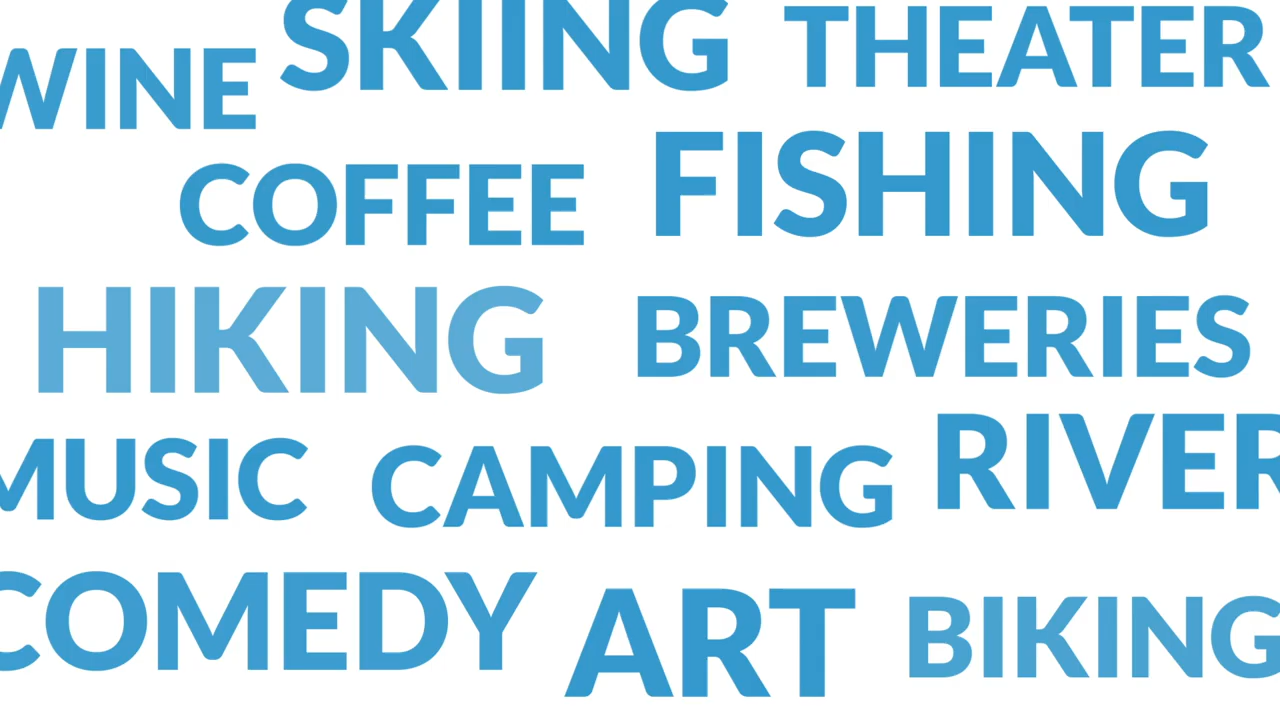 WINE SKIING THEATER
COFFEE FISHING
HIKING BREWERIES
MUSIC CAMPING RIVER
COMEDY ART BIKING